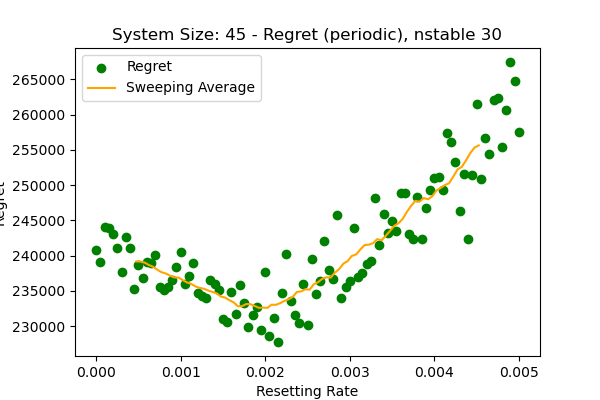 System Size: 45 - Regret (periodic), nstable 30
Regret
Sweeping Average
265000
260000
255000
250000
245000
240000
235000
230000
Regret
0.000 0.001 0.002 0.003 0.004 0.005
Resetting Rate